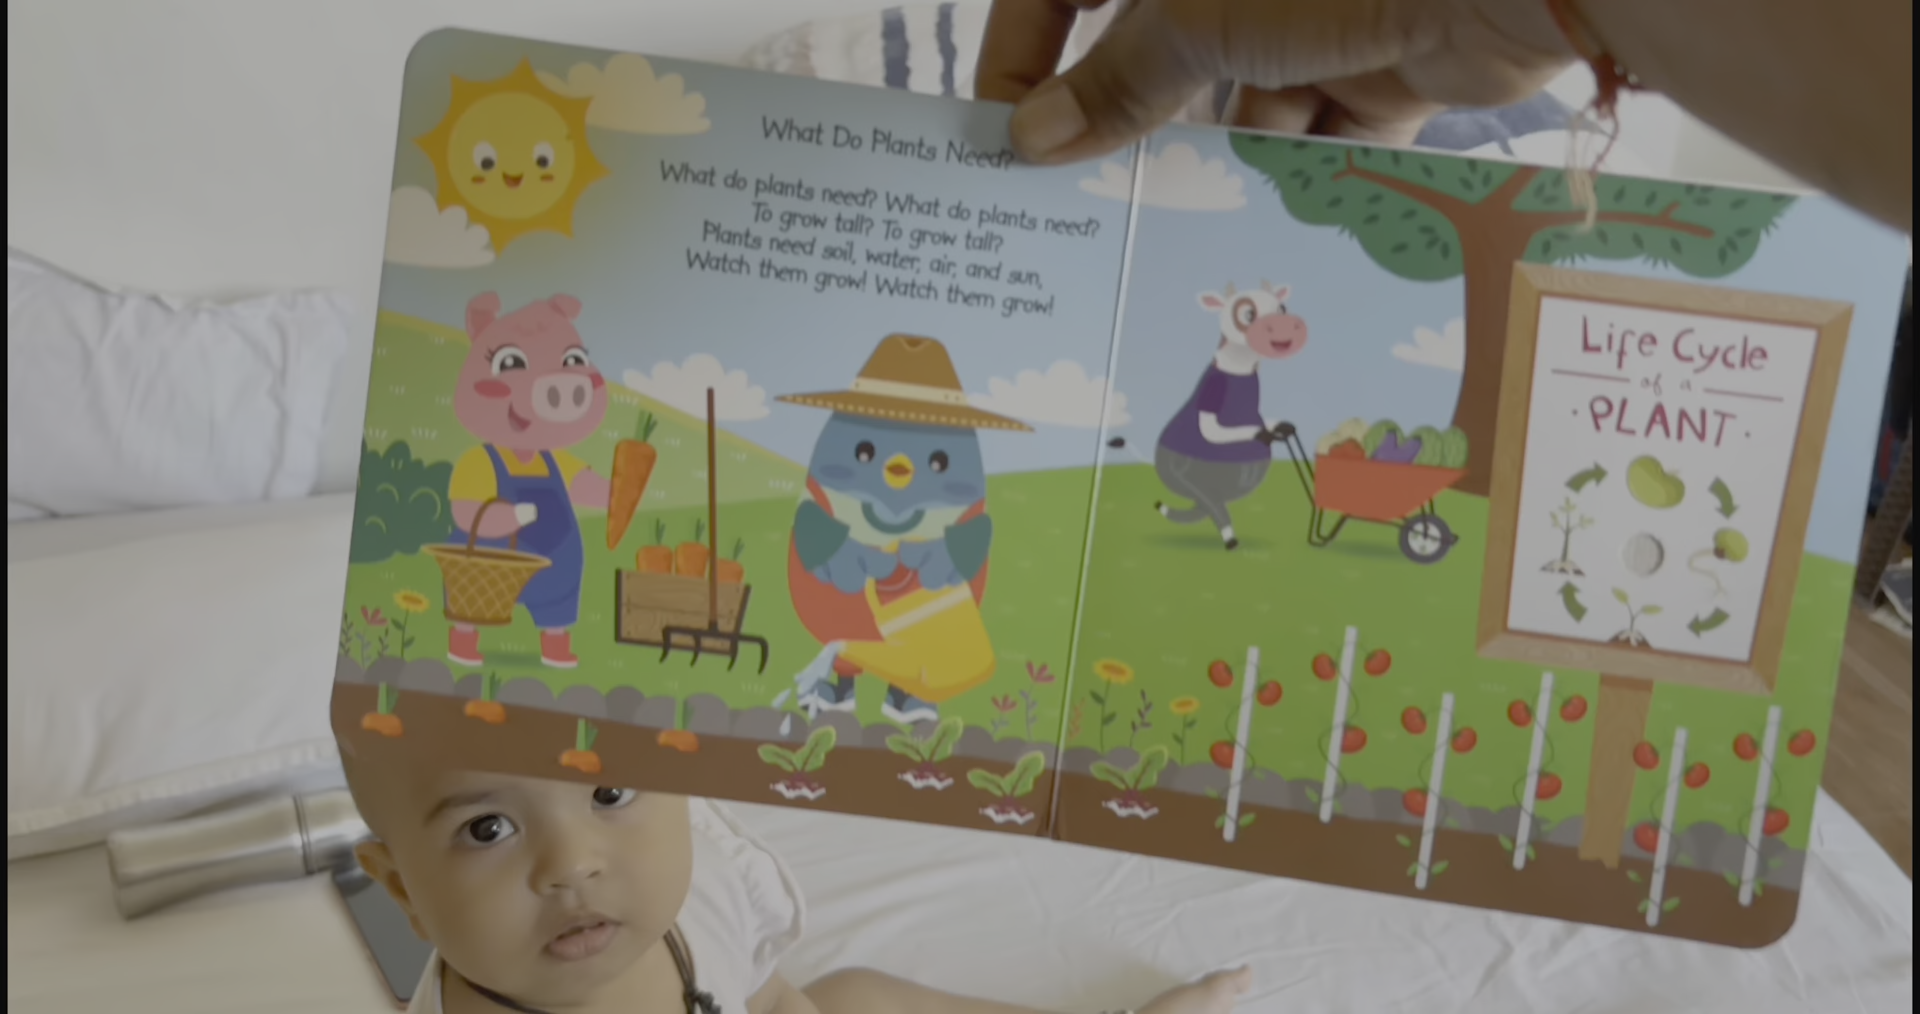 What Do Plants Need?
What do plants need? What do plants need?
To grow tall? To grow tall?
Plants need soil, water, air, and sun,
Watch them grow! Watch them grow!
Life Cycle
of a
PLANT